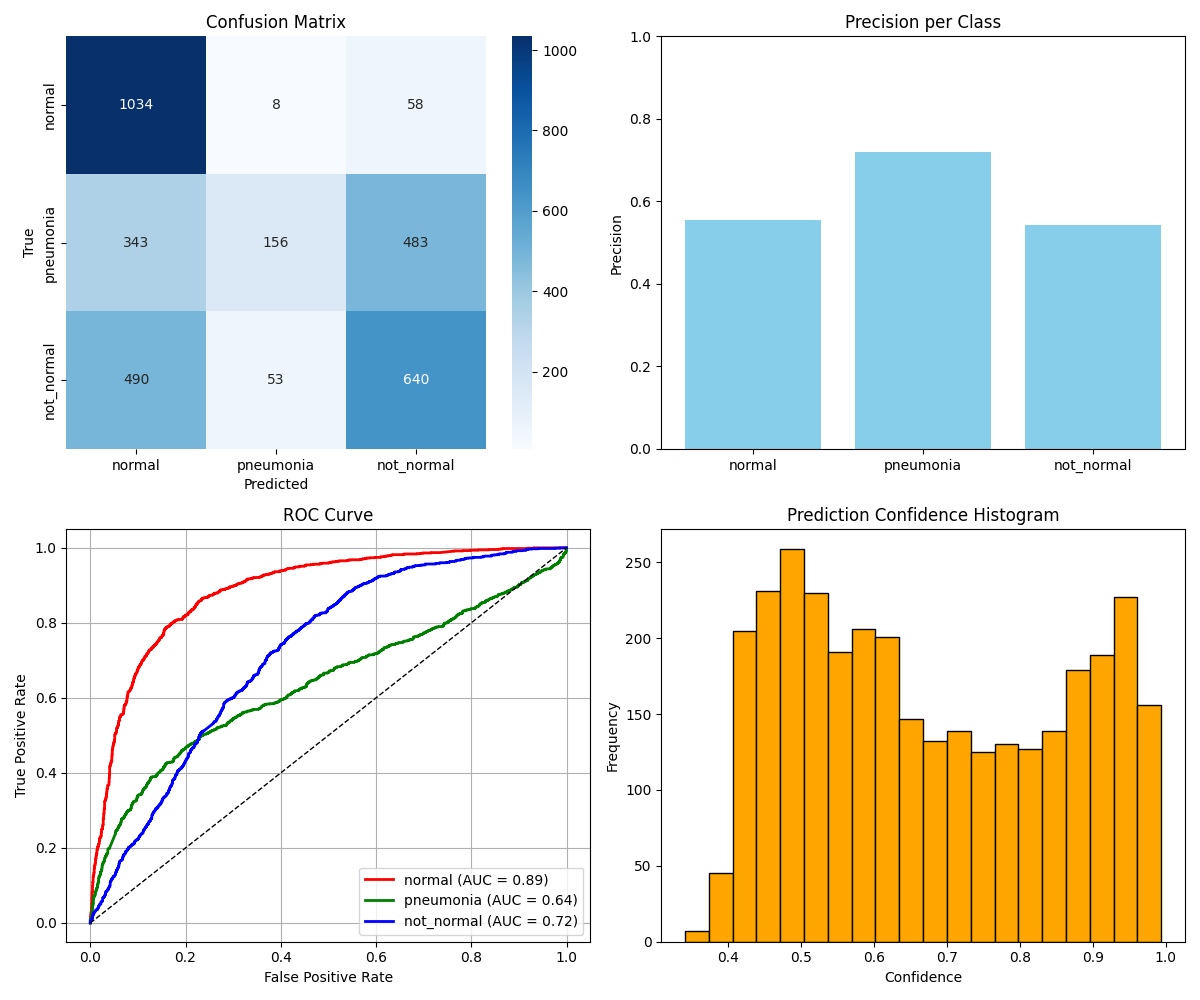 Confusion Matrix
True
normal
pneumonia
not_normal
1034
8
58
343
156
483
490
53
640
normal
pneumonia
not_normal
Predicted
1000
800
600
400
200
Precision per Class
Precision
1.0
0.8
0.6
0.4
0.2
0.0
normal
pneumonia
not_normal
ROC Curve
True Positive Rate
1.0
0.8
0.6
0.4
0.2
0.0
normal (AUC = 0.89)
pneumonia (AUC = 0.64)
not_normal (AUC = 0.72)
0.0
0.2
0.4
0.6
0.8
1.0
False Positive Rate
Prediction Confidence Histogram
Frequency
250
200
150
100
50
0
0.4
0.5
0.6
0.7
0.8
0.9
1.0
Confidence